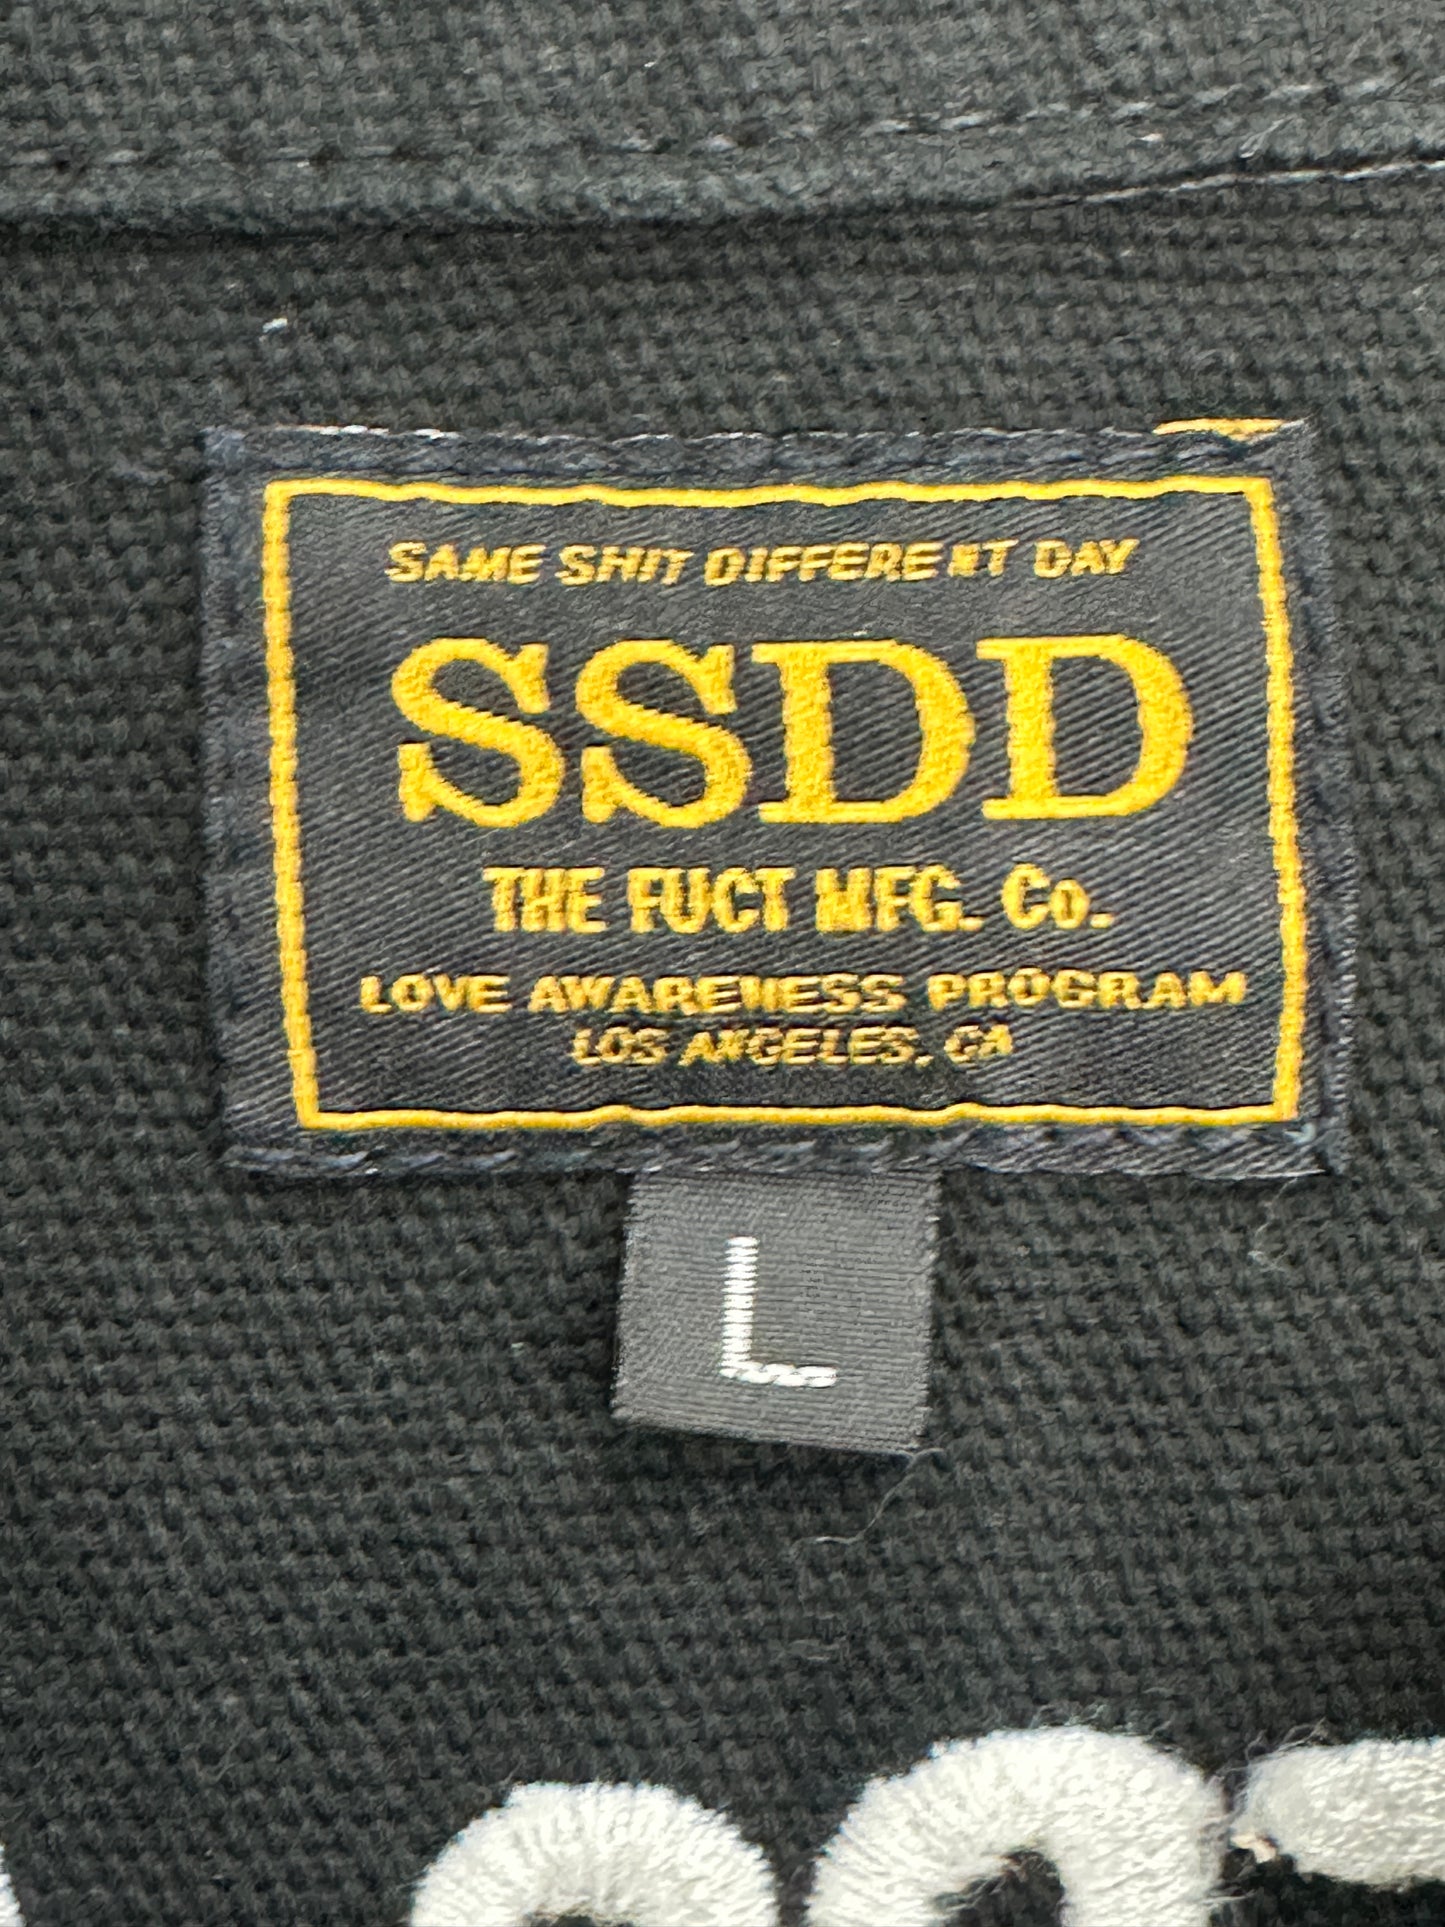 SAME SHIT DIFFERENT DAY
SSDD
THE FUCT MFG. Co.
LOVE AWARENESS PROGRAM
LOS ANGELES, CA
L